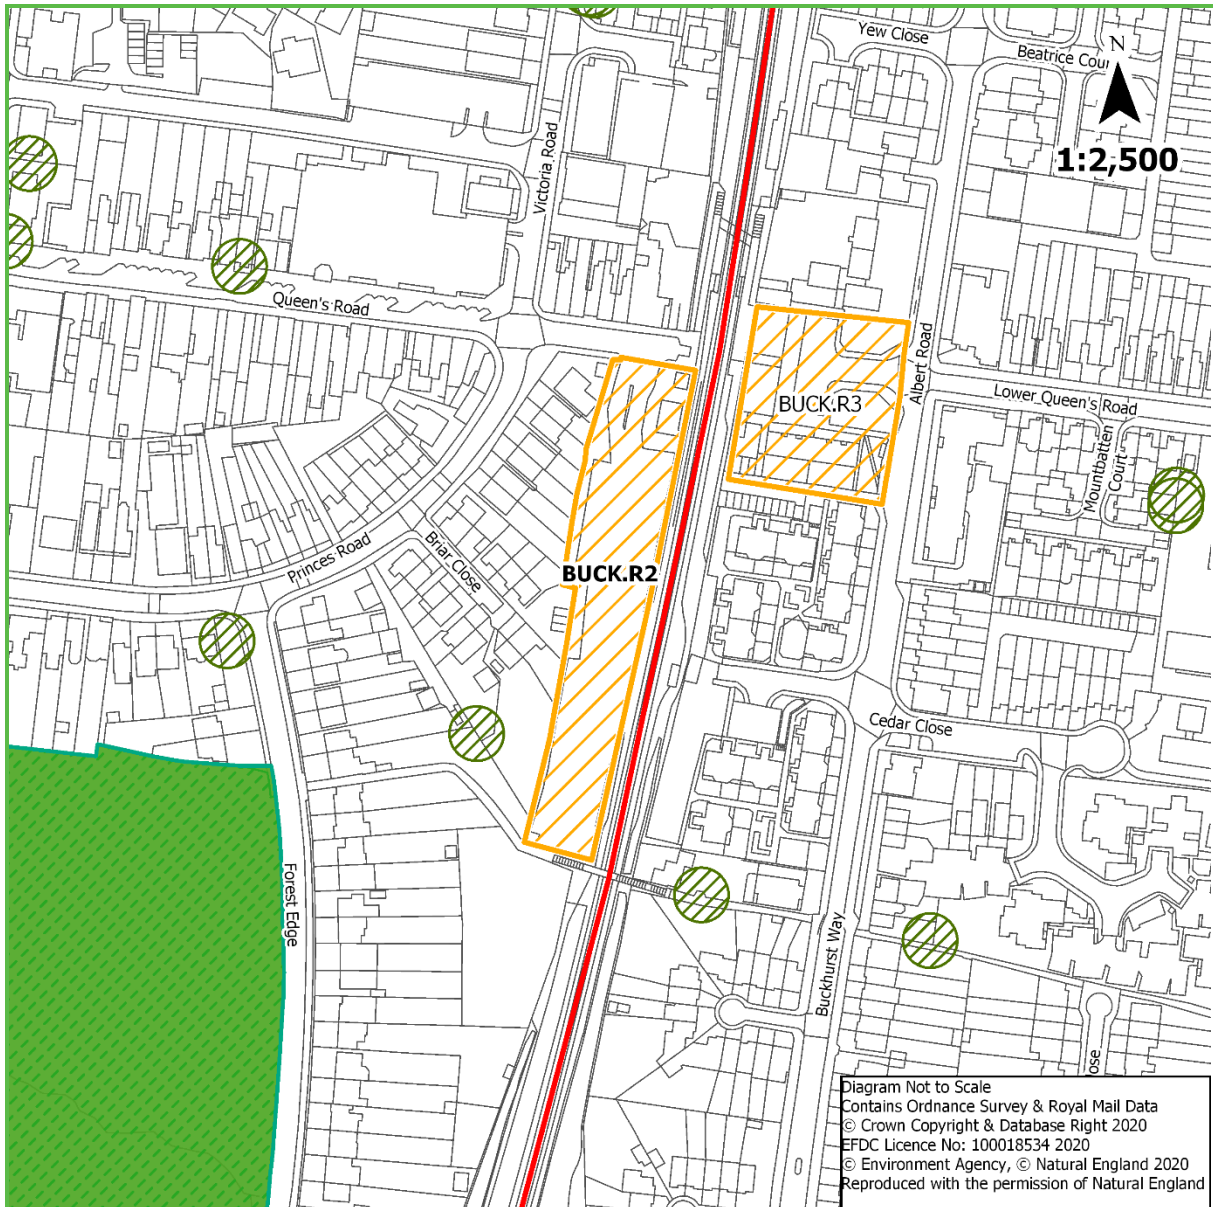 Yew Close
Beatrice Cour
N
1:2,500
Victoria Road
Queen's Road
Albert Road
Lower Queen's Road
BUCK.R3
Mountbatten
Court
Princes Road
Briar Close
BUCK.R2
Cedar Close
Forest Edge
Buckhurst Way
ose
Diagram Not to Scale
Contains Ordnance Survey & Royal Mail Data
© Crown Copyright & Database Right 2020
EFDC Licence No: 100018534 2020
© Environment Agency, © Natural England 2020
Reproduced with the permission of Natural England